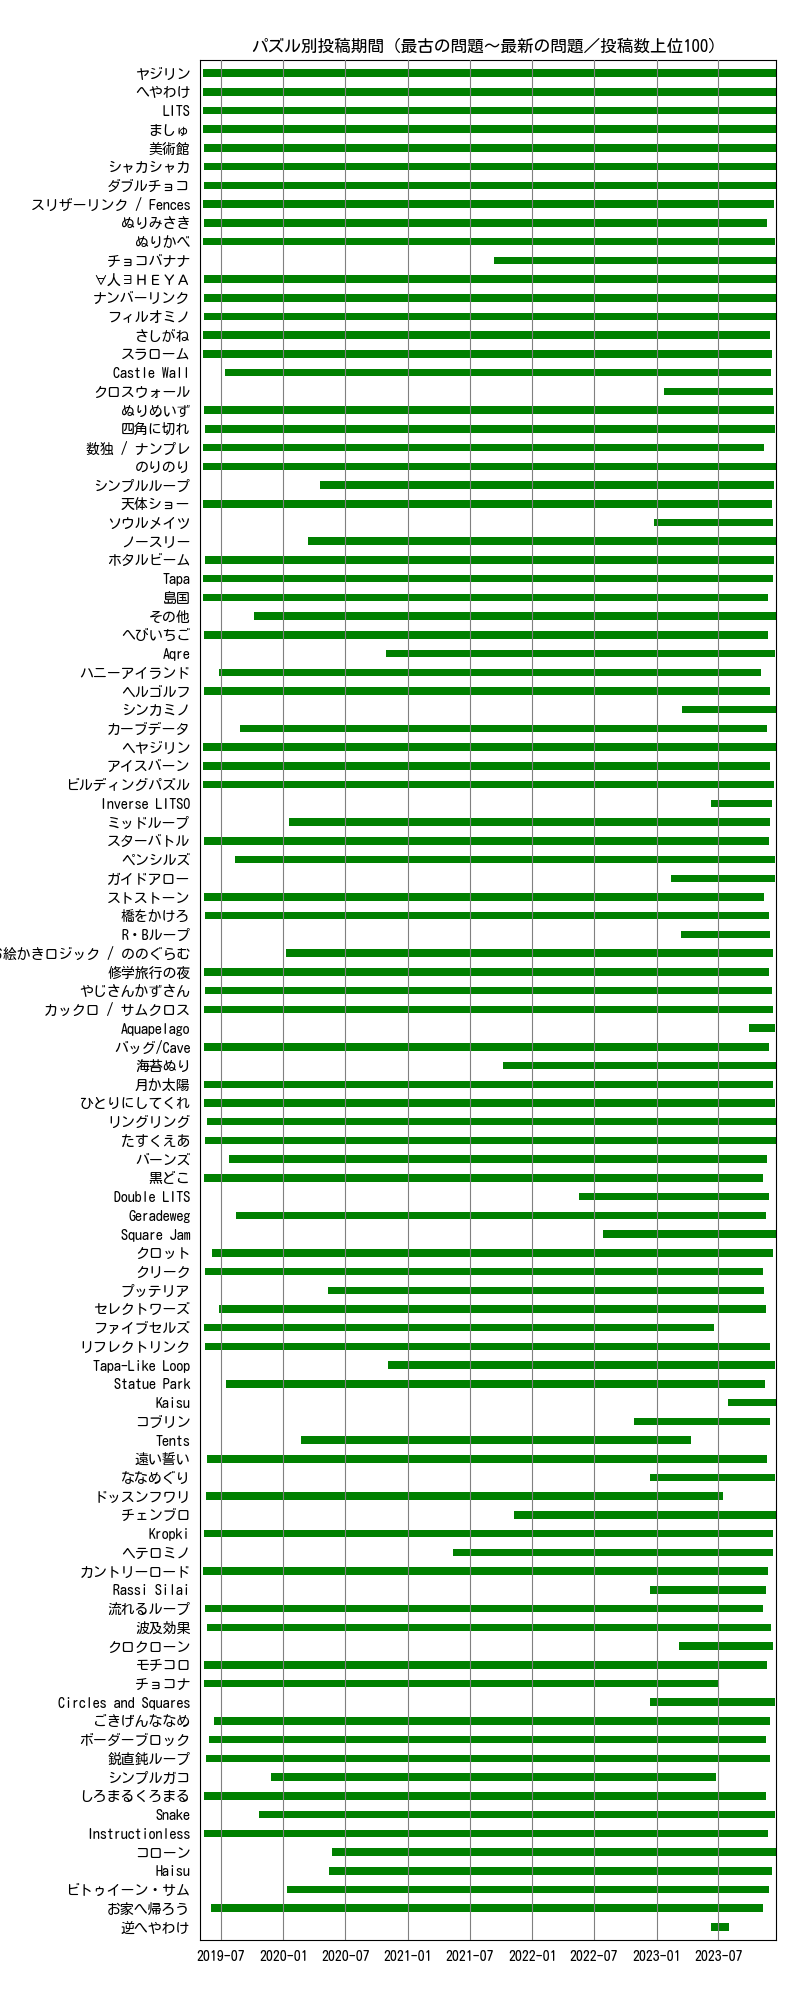 パズル別投稿期間（最古の問題～最新の問題／投稿数上位100）
ヤジリン
へやわけ
LITS
ましゅ
美術館
シャカシャカ
ダブルチョコ
スリザーリンク / Fences
ぬりみさき
ぬりかべ
チョコバナナ
∀人∃ＨＥＹＡ
ナンバーリンク
フィルオミノ
さしがね
スラローム
Castle Wall
クロスウォール
ぬりめいず
四角に切れ
数独 / ナンプレ
のりのり
シンプルループ
天体ショー
ソウルメイツ
ノースリー
ホタルビーム
Tapa
島国
その他
へびいちご
Aqre
ハニーアイランド
ヘルゴルフ
シンカミノ
カーブデータ
ヘヤジリン
アイスバーン
ビルディングパズル
Inverse LITSO
ミッドループ
スターバトル
ペンシルズ
ガイドアロー
ストストーン
橋をかけろ
R・Bループ
絵かきロジック / ののぐらむ
修学旅行の夜
やじさんかずさん
カックロ / サムクロス
Aquapelago
バッグ/Cave
海苔ぬり
月か太陽
ひとりにしてくれ
リングリング
たすくえあ
バーンズ
黒どこ
Double LITS
Geradeweg
Square Jam
クロット
クリーク
プッテリア
セレクトワーズ
ファイブセルズ
リフレクトリンク
Tapa-Like Loop
Statue Park
Kaisu
コブリン
Tents
遠い誓い
ななめぐり
ドッスンフワリ
チェンブロ
Kropki
ヘテロミノ
カントリーロード
Rassi Silai
流れるループ
波及効果
クロクローン
モチコロ
チョコナ
Circles and Squares
ごきげんななめ
ボーダーブロック
鋭直鈍ループ
シンプルガコ
しろまるくろまる
Snake
Instructionless
コローン
Haisu
ビトゥイーン・サム
お家へ帰ろう
逆へやわけ
2019-07 2020-01 2020-07 2021-01 2021-07 2022-01 2022-07 2023-01 2023-07